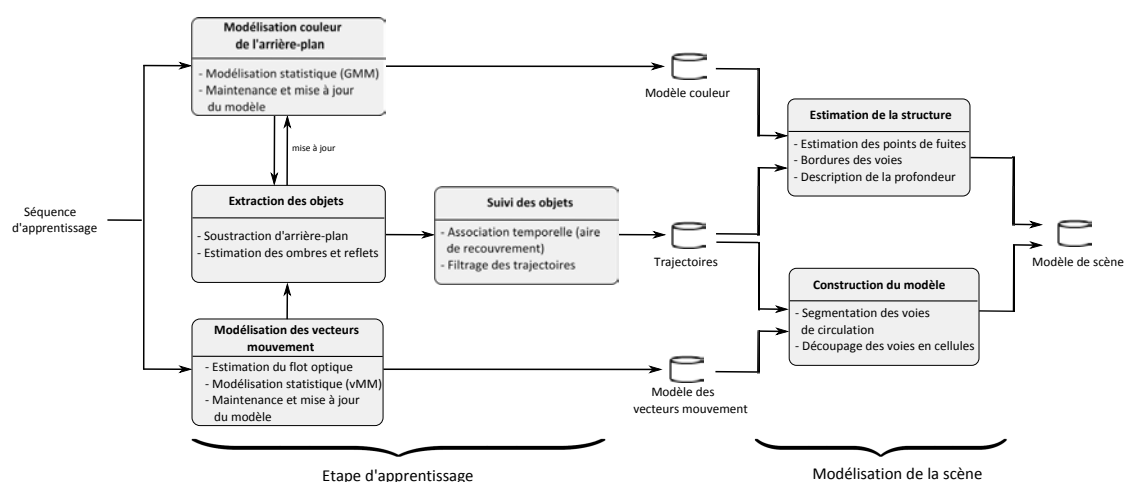 Modélisation couleur
de l'arrière-plan
- Modélisation statistique (GMM)
- Maintenance et mise à jour
du modèle
Modèle couleur
Estimation de la structure
- Estimation des points de fuites
- Bordures des voies
- Description de la profondeur
mise à jour
Séquence
d'apprentissage
Extraction des objets
- Soustraction d'arrière-plan
- Estimation des ombres et reflets
Suivi des objets
- Association temporelle (aire
de recouvrement)
- Filtrage des trajectoires
Trajectoires
Modèle de scène
Construction du modèle
- Segmentation des voies
de circulation
- Découpage des voies en cellules
Modélisation des vecteurs
mouvement
- Estimation du flot optique
- Modélisation statistique (vMM)
- Maintenance et mise à jour
du modèle
Modèle des
vecteurs mouvement
Etape d'apprentissage
Modélisation de la scène